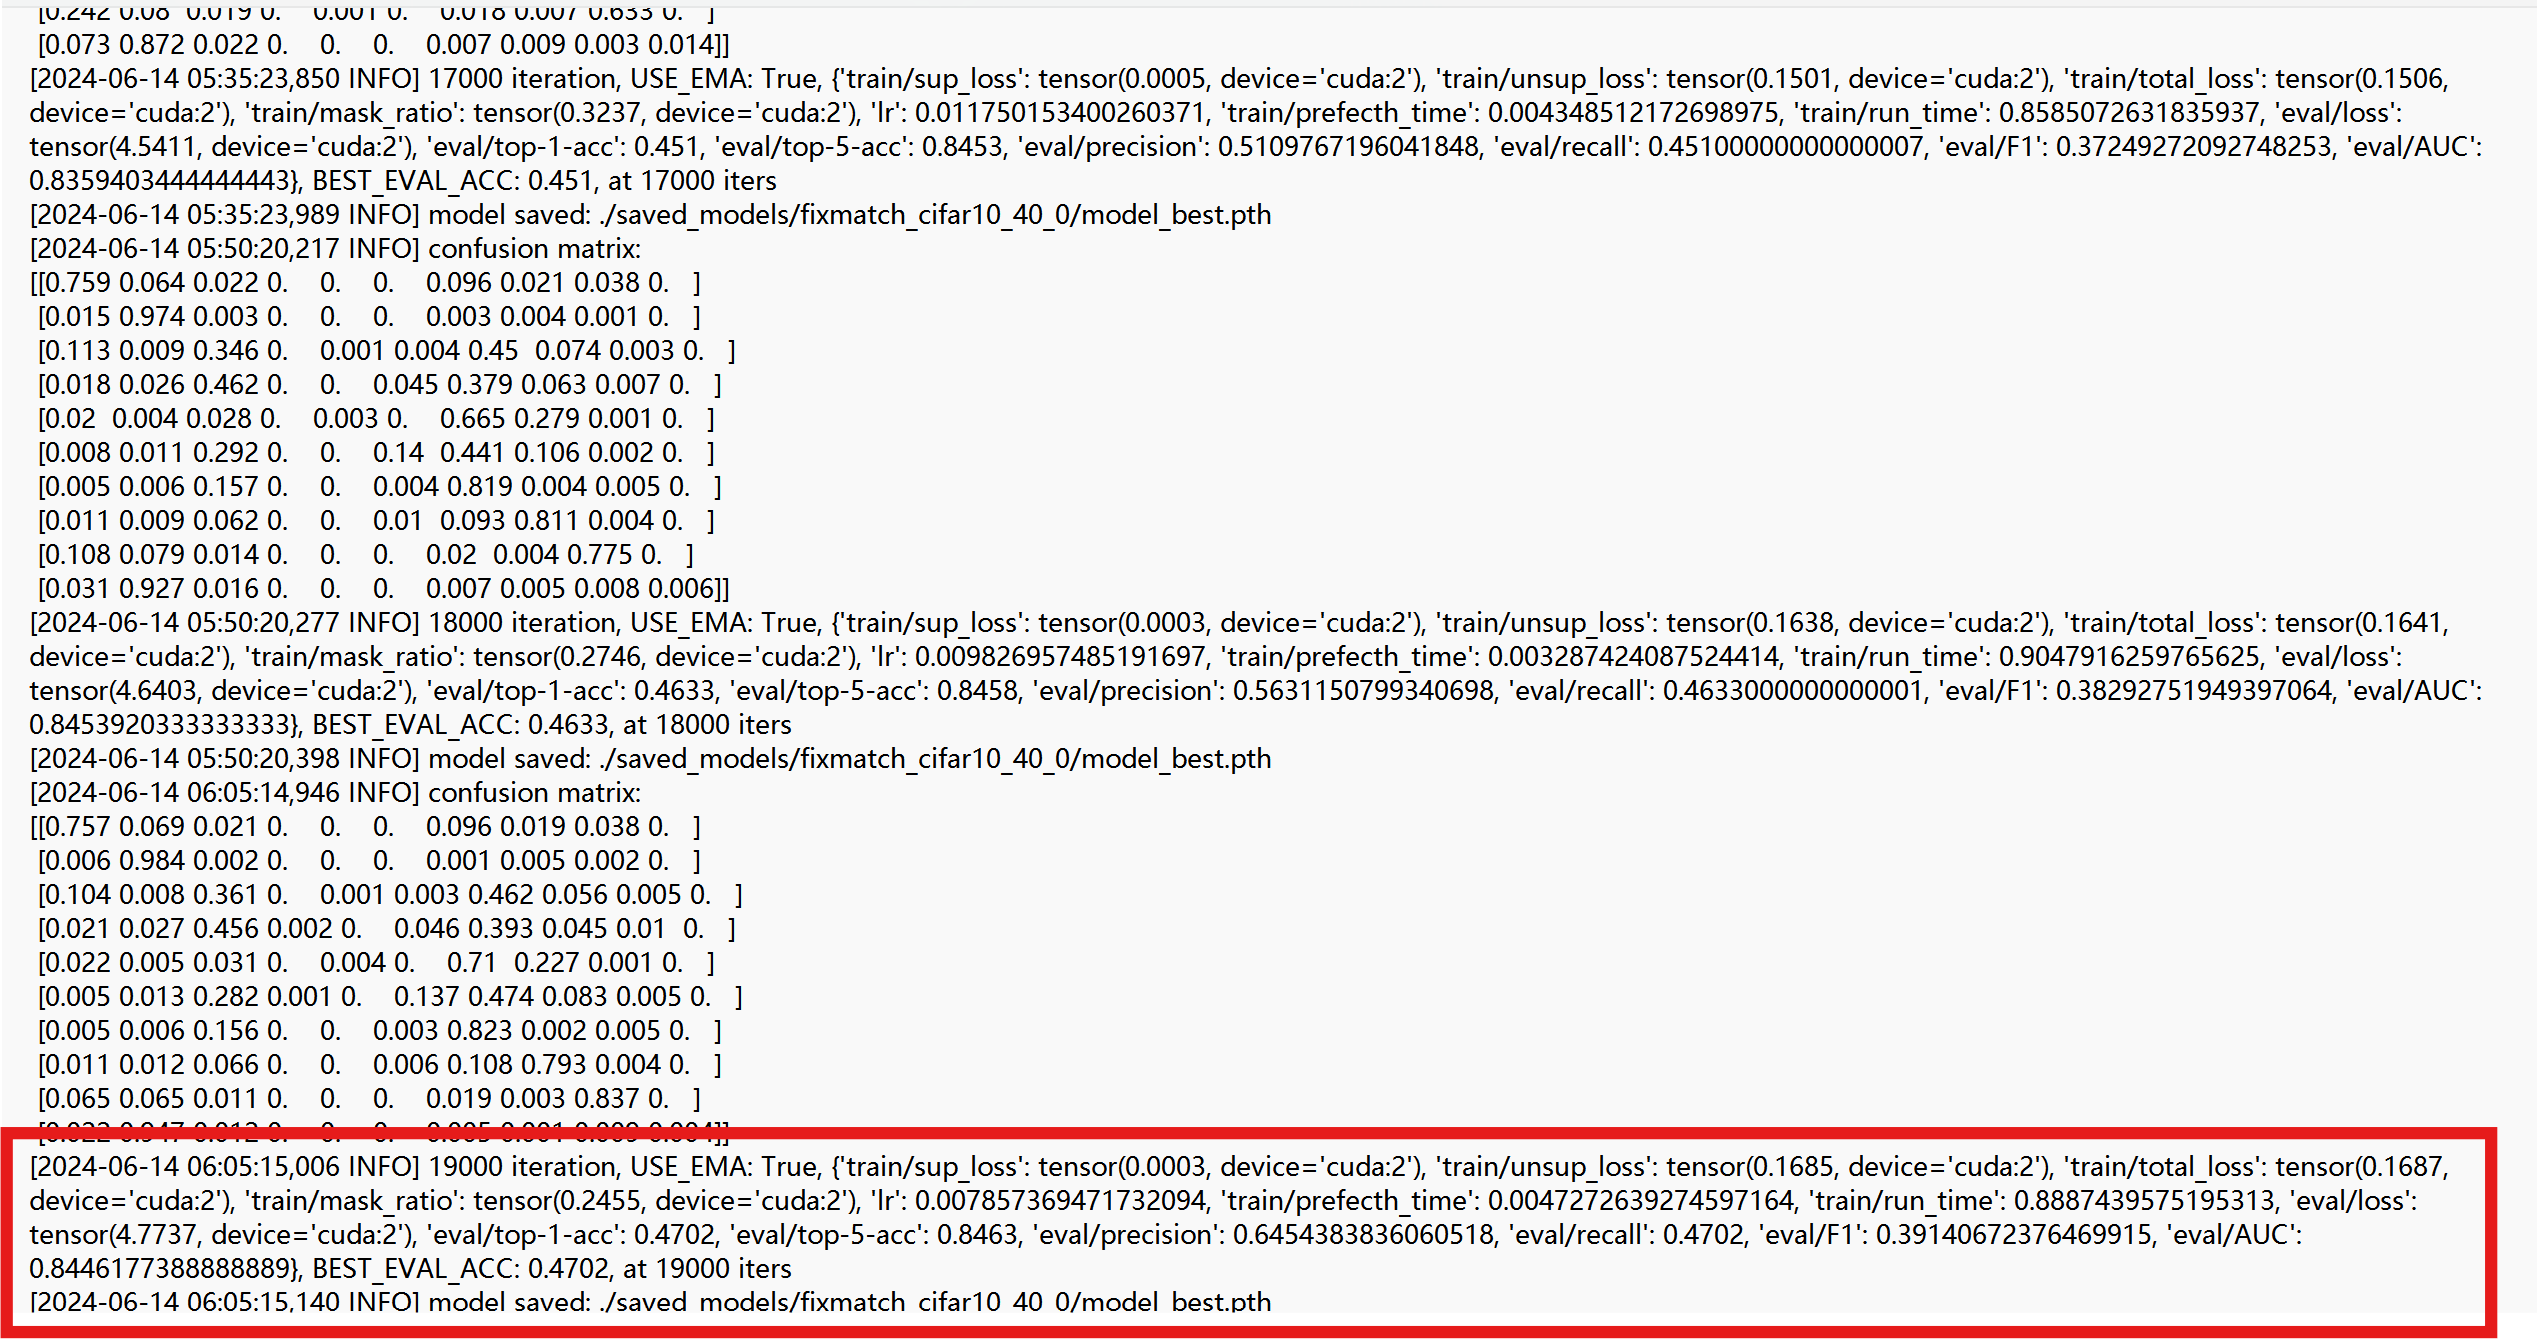 [0.242 0.08  0.019 0.    0.001 0.    0.018 0.007 0.633 0.   ]
[0.073 0.872 0.022 0.    0.    0.    0.007 0.009 0.003 0.014]]
[2024-06-14 05:35:23,850 INFO] 17000 iteration, USE_EMA: True, {'train/sup_loss': tensor(0.0005, device='cuda:2'), 'train/unsup_loss': tensor(0.1501, device='cuda:2'), 'train/total_loss': tensor(0.1506,
device='cuda:2'), 'train/mask_ratio': tensor(0.3237, device='cuda:2'), 'lr': 0.011750153400260371, 'train/prefecth_time': 0.004348512172698975, 'train/run_time': 0.8585072631835937, 'eval/loss':
tensor(4.5411, device='cuda:2'), 'eval/top-1-acc': 0.451, 'eval/top-5-acc': 0.8453, 'eval/precision': 0.5109767196041848, 'eval/recall': 0.45100000000000007, 'eval/F1': 0.37249272092748253, 'eval/AUC':
0.8359403444444443}, BEST_EVAL_ACC: 0.451, at 17000 iters
[2024-06-14 05:35:23,989 INFO] model saved: ./saved_models/fixmatch_cifar10_40_0/model_best.pth
[2024-06-14 05:50:20,217 INFO] confusion matrix:
[[0.759 0.064 0.022 0.    0.    0.    0.096 0.021 0.038 0.   ]
[0.015 0.974 0.003 0.    0.    0.    0.003 0.004 0.001 0.   ]
[0.113 0.009 0.346 0.    0.001 0.004 0.45  0.074 0.003 0.   ]
[0.018 0.026 0.462 0.    0.    0.045 0.379 0.063 0.007 0.   ]
[0.02  0.004 0.028 0.    0.003 0.    0.665 0.279 0.001 0.   ]
[0.008 0.011 0.292 0.    0.    0.14  0.441 0.106 0.002 0.   ]
[0.005 0.006 0.157 0.    0.    0.004 0.819 0.004 0.005 0.   ]
[0.011 0.009 0.062 0.    0.    0.01  0.093 0.811 0.004 0.   ]
[0.108 0.079 0.014 0.    0.    0.    0.02  0.004 0.775 0.   ]
[0.031 0.927 0.016 0.    0.    0.    0.007 0.005 0.008 0.006]]
[2024-06-14 05:50:20,277 INFO] 18000 iteration, USE_EMA: True, {'train/sup_loss': tensor(0.0003, device='cuda:2'), 'train/unsup_loss': tensor(0.1638, device='cuda:2'), 'train/total_loss': tensor(0.1641,
device='cuda:2'), 'train/mask_ratio': tensor(0.2746, device='cuda:2'), 'lr': 0.009826957485191697, 'train/prefecth_time': 0.003287424087524414, 'train/run_time': 0.9047916259765625, 'eval/loss':
tensor(4.6403, device='cuda:2'), 'eval/top-1-acc': 0.4633, 'eval/top-5-acc': 0.8458, 'eval/precision': 0.5631150799340698, 'eval/recall': 0.4633000000000001, 'eval/F1': 0.38292751949397064, 'eval/AUC':
0.8453920333333333}, BEST_EVAL_ACC: 0.4633, at 18000 iters
[2024-06-14 05:50:20,398 INFO] model saved: ./saved_models/fixmatch_cifar10_40_0/model_best.pth
[2024-06-14 06:05:14,946 INFO] confusion matrix:
[[0.757 0.069 0.021 0.    0.    0.    0.096 0.019 0.038 0.   ]
[0.006 0.984 0.002 0.    0.    0.    0.001 0.005 0.002 0.   ]
[0.104 0.008 0.361 0.    0.001 0.003 0.462 0.056 0.005 0.   ]
[0.021 0.027 0.456 0.002 0.    0.046 0.393 0.045 0.01  0.   ]
[0.022 0.005 0.031 0.    0.004 0.    0.71  0.227 0.001 0.   ]
[0.005 0.013 0.282 0.001 0.    0.137 0.474 0.083 0.005 0.   ]
[0.005 0.006 0.156 0.    0.    0.003 0.823 0.002 0.005 0.   ]
[0.011 0.012 0.066 0.    0.    0.006 0.108 0.793 0.004 0.   ]
[0.065 0.065 0.011 0.    0.    0.    0.019 0.003 0.837 0.   ]
[2024-06-14 06:05:15,006 INFO] 19000 iteration, USE_EMA: True, {'train/sup_loss': tensor(0.0003, device='cuda:2'), 'train/unsup_loss': tensor(0.1685, device='cuda:2'), 'train/total_loss': tensor(0.1687,
device='cuda:2'), 'train/mask_ratio': tensor(0.2455, device='cuda:2'), 'lr': 0.007857369471732094, 'train/prefecth_time': 0.0047272639274597164, 'train/run_time': 0.8887439575195313, 'eval/loss':
tensor(4.7737, device='cuda:2'), 'eval/top-1-acc': 0.4702, 'eval/top-5-acc': 0.8463, 'eval/precision': 0.6454383836060518, 'eval/recall': 0.4702, 'eval/F1': 0.39140672376469915, 'eval/AUC':
0.8446177388888889}, BEST_EVAL_ACC: 0.4702, at 19000 iters
[2024-06-14 06:05:15,140 INFO] model saved: ./saved_models/fixmatch_cifar10_40_0/model_best.pth